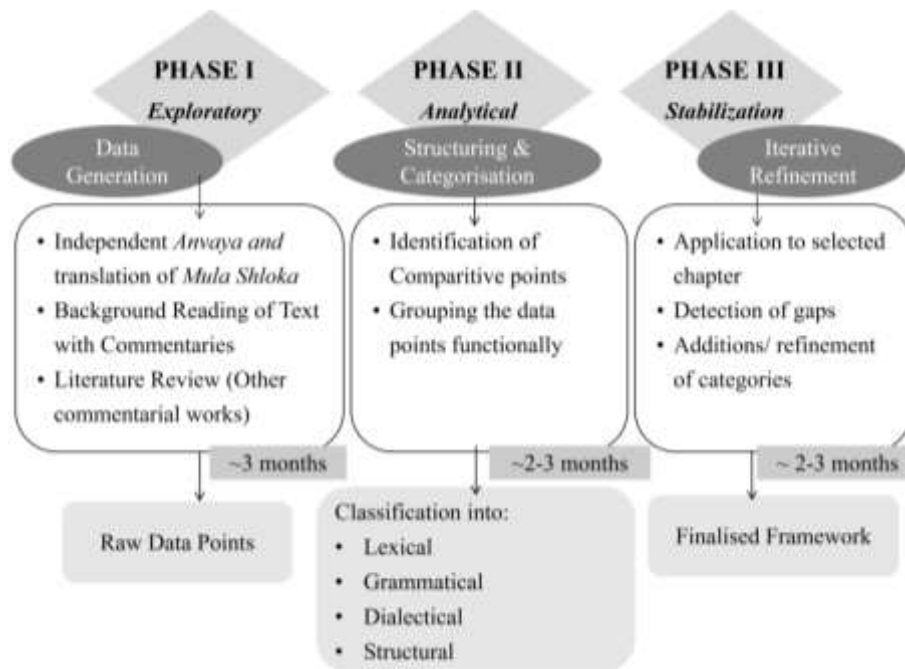 PHASE I
Exploratory
Data
Generation
• Independent Anvaya and
translation of Mula Shloka
• Background Reading of Text
with Commentaries
• Literature Review (Other
commentarial works)
~3 months
Raw Data Points
PHASE II
Analytical
Structuring &
Categorisation
• Identification of
Comparitive points
• Grouping the data
points functionally
~2-3 months
Classification into:
• Lexical
• Grammatical
• Dialectical
• Structural
PHASE III
Stabilization
Iterative
Refinement
• Application to selected
chapter
• Detection of gaps
• Additions/ refinement
of categories
~ 2-3 months
Finalised Framework